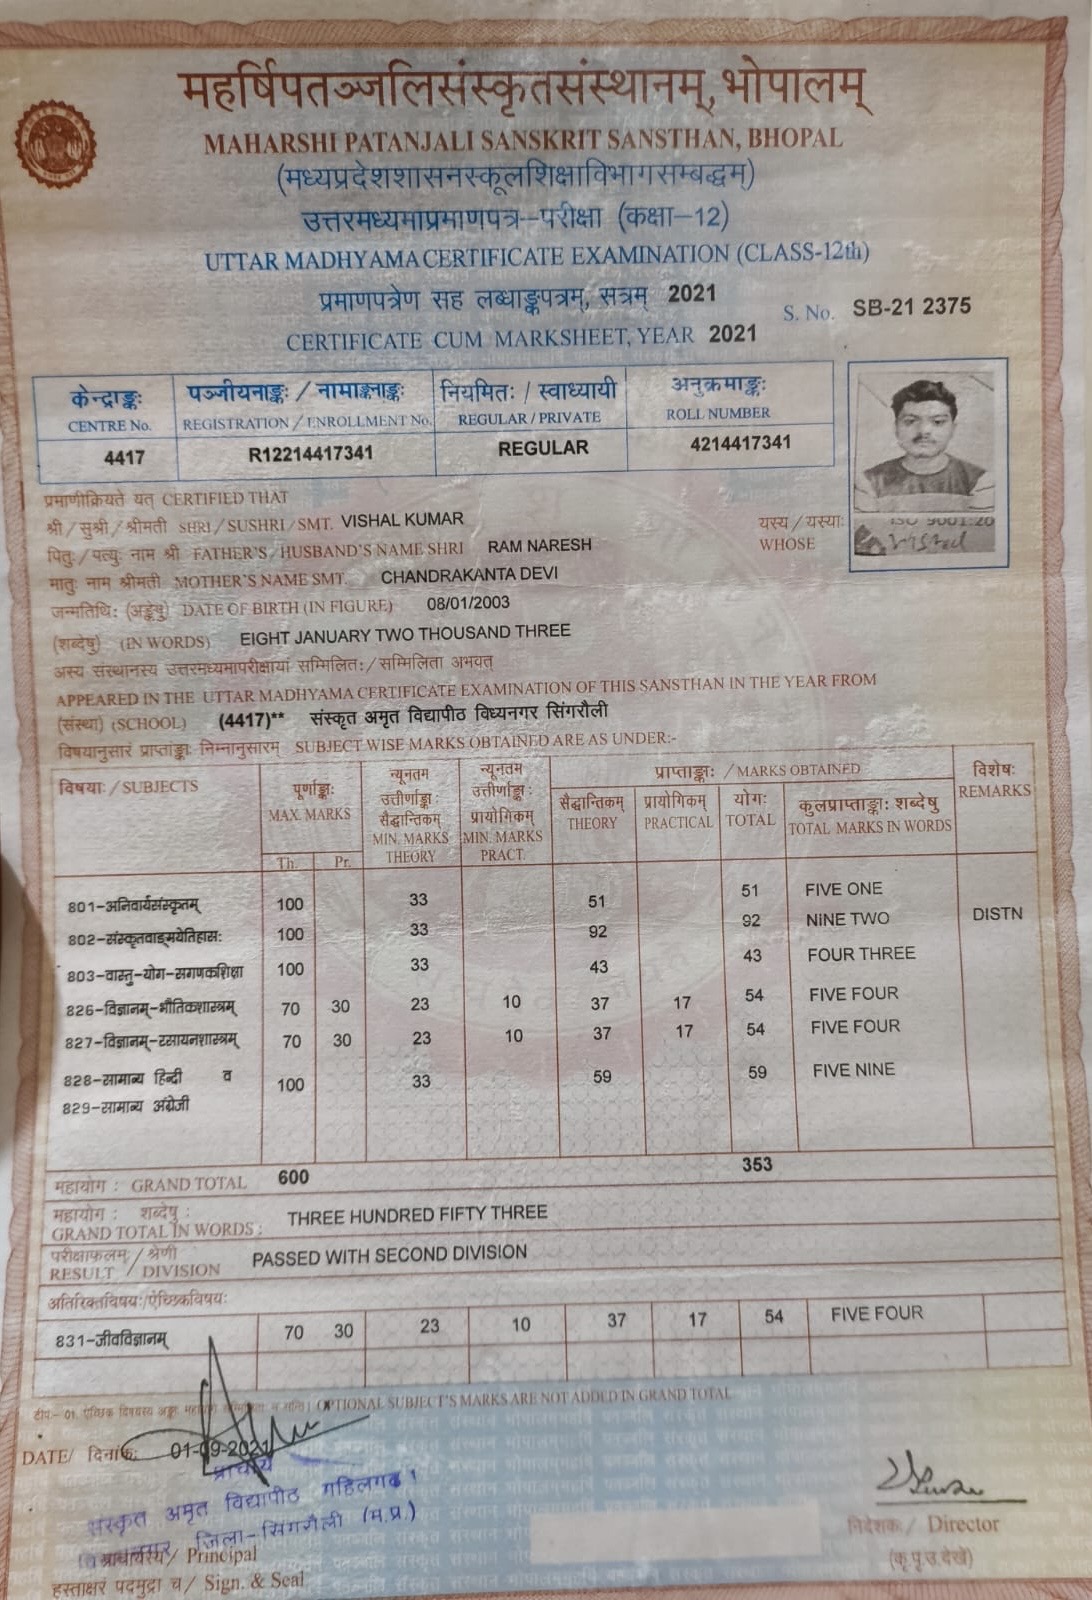 महर्षिपतञ्जलिसंस्कृतसंस्थानम्, भोपालम्
MAHARSHI PATANJALI SANSKRIT SANSTHAN, BHOPAL
(मध्यप्रदेशशासनस्कूलशिक्षाविभागसम्बद्धम्)
उत्तरमध्यमाप्रमाणपत्र–परीक्षा (कक्षा–12)
UTTAR MADHYAMA CERTIFICATE EXAMINATION (CLASS-12th)
प्रमाणपत्रेण सह लब्धाङ्कपत्रम्, सत्रम् 2021
S. No. SB-21 2375
CERTIFICATE CUM MARKSHEET, YEAR 2021
केन्द्राङ्कः पञ्जीयनाङ्कः / नामाङ्कनाङ्कः नियमितः / स्वाध्यायी अनुक्रमाङ्कः
CENTRE No. REGISTRATION / ENROLLMENT No. REGULAR / PRIVATE ROLL NUMBER
4417 R12214417341 REGULAR 4214417341
प्रमाणीक्रियते यत् CERTIFIED THAT
श्री / सुश्री / श्रीमती SHRI / SUSHRI / SMT. VISHAL KUMAR यस्य / यस्याः
पितुः / पत्युः नाम श्री FATHER'S / HUSBAND'S NAME SHRI RAM NARESH WHOSE
मातुः नाम श्रीमती MOTHER'S NAME SMT. CHANDRAKANTA DEVI
जन्मतिथिः (अङ्केषु) DATE OF BIRTH (IN FIGURE) 08/01/2003
(शब्देषु) (IN WORDS) EIGHT JANUARY TWO THOUSAND THREE
अस्य संस्थानस्य उत्तरमध्यमापरीक्षायां सम्मिलितः / सम्मिलिता अभवत्
APPEARED IN THE UTTAR MADHYAMA CERTIFICATE EXAMINATION OF THIS SANSTHAN IN THE YEAR FROM
(संस्था) (SCHOOL) (4417)** संस्कृत अमृत विद्यापीठ विध्यनगर सिंगरौली
विषयानुसारं प्राप्ताङ्काः निम्नानुसारम् SUBJECT WISE MARKS OBTAINED ARE AS UNDER:-
विषयाः / SUBJECTS
पूर्णाङ्काः
MAX. MARKS
Th. Pr.
न्यूनतम
उत्तीर्णाङ्काः
सैद्धान्तिकम्
MIN. MARKS
THEORY
न्यूनतम
उत्तीर्णाङ्काः
प्रायोगिकम्
MIN. MARKS
PRACT.
प्राप्ताङ्काः / MARKS OBTAINED
सैद्धान्तिकम्
THEORY
प्रायोगिकम्
PRACTICAL
योगः
TOTAL
कुलप्राप्ताङ्काः शब्देषु
TOTAL MARKS IN WORDS
विशेषः
REMARKS
801-अनिवार्यसंस्कृतम् 100 33 51 51 FIVE ONE
802-संस्कृतवाङ्मयेतिहासः 100 33 92 92 NINE TWO DISTN
803-वास्तु-योग-सगणकशिक्षा 100 33 43 43 FOUR THREE
826-विज्ञानम्-भौतिकशास्त्रम् 70 30 23 10 37 17 54 FIVE FOUR
827-विज्ञानम्-रसायनशास्त्रम् 70 30 23 10 37 17 54 FIVE FOUR
828-सामान्य हिन्दी व 100 33 59 59 FIVE NINE
829-सामान्य अंग्रेजी
महायोग : GRAND TOTAL 600 353
महायोग : शब्देषु :
GRAND TOTAL IN WORDS : THREE HUNDRED FIFTY THREE
परीक्षाफलम् / श्रेणी
RESULT / DIVISION PASSED WITH SECOND DIVISION
अतिरिक्तविषयः/ऐच्छिकविषयः
831-जीवविज्ञानम् 70 30 23 10 37 17 54 FIVE FOUR
टीप:- 01. ऐच्छिक विषयस्य अङ्काः OPTIONAL SUBJECT'S MARKS ARE NOT ADDED IN GRAND TOTAL
DATE/ दिनांकः 01-09-2021
प्राचार्य
संस्कृत अमृत विद्यापीठ गहिलगढ
जिला-सिंगरौली (म.प्र.)
प्राचार्यस्य / Principal
हस्ताक्षरं पदमुद्रा च / Sign. & Seal
निदेशकः / Director
(कृ.पृ.उ.देखें)